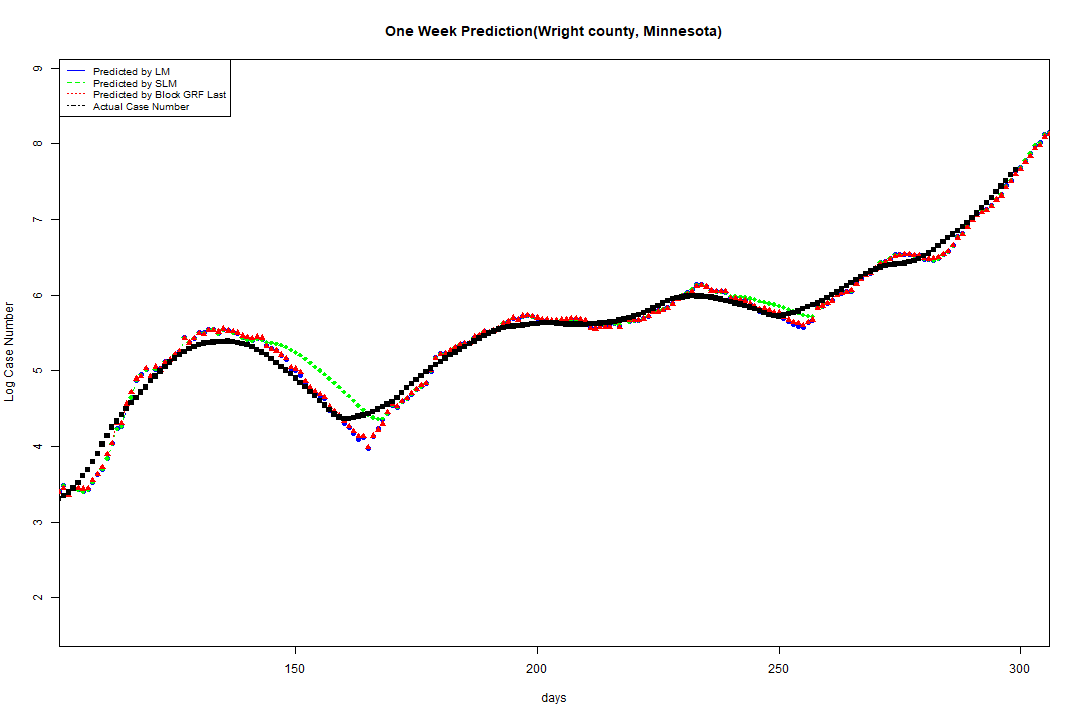 One Week Prediction(Wright county, Minnesota)
Predicted by LM
Predicted by SLM
Predicted by Block GRF Last
Actual Case Number
9
8
7
6
5
4
3
2
Log Case Number
150 200 250 300
days